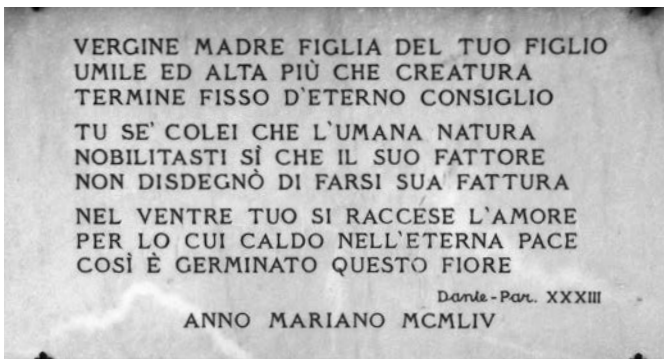 VERGINE MADRE FIGLIA DEL TUO FIGLIO
UMILE ED ALTA PIÙ CHE CREATURA
TERMINE FISSO D'ETERNO CONSIGLIO
TU SE' COLEI CHE L'UMANA NATURA
NOBILITASTI SÌ CHE IL SUO FATTORE
NON DISDEGNÒ DI FARSI SUA FATTURA
NEL VENTRE TUO SI RACCESE L'AMORE
PER LO CUI CALDO NELL'ETERNA PACE
COSÌ È GERMINATO QUESTO FIORE
Dante - Par. XXXIII
ANNO MARIANO MCMLIV